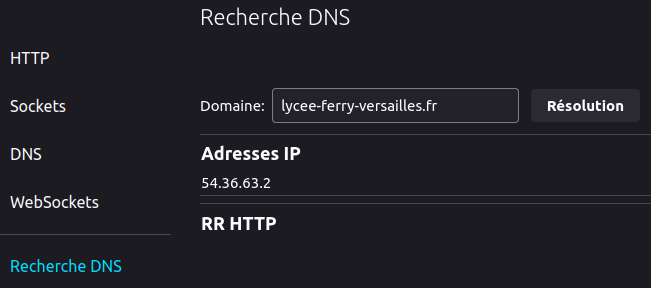 Recherche DNS
HTTP
Sockets
DNS
WebSockets
Recherche DNS
Domaine: lycee-ferry-versailles.fr Résolution
Adresses IP
54.36.63.2
RR HTTP